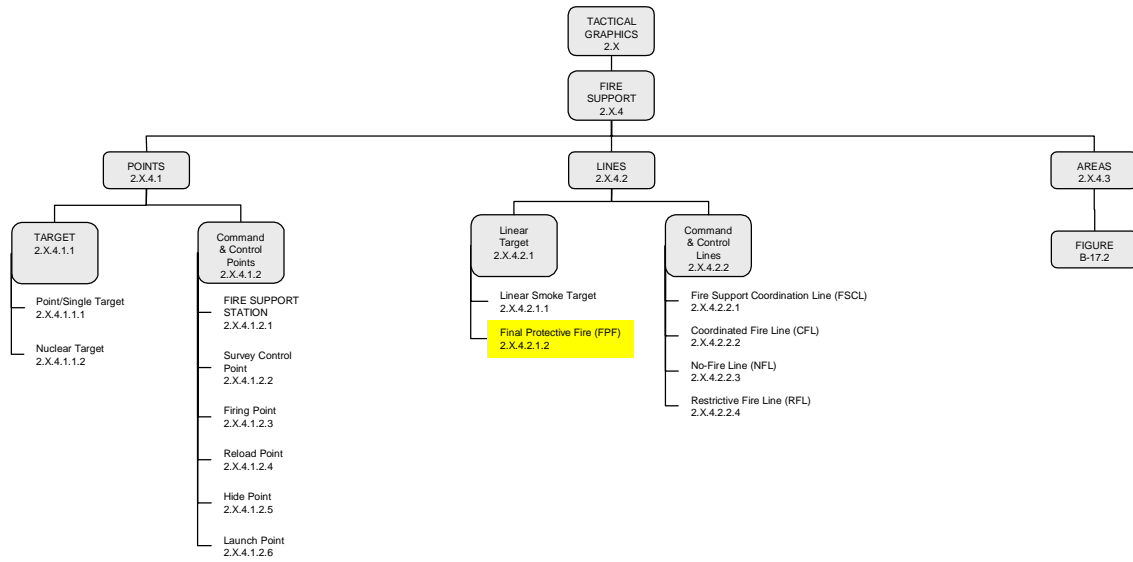 TACTICAL
GRAPHICS
2.X
FIRE
SUPPORT
2.X.4
POINTS
2.X.4.1
LINES
2.X.4.2
AREAS
2.X.4.3
TARGET
2.X.4.1.1
Point/Single Target
2.X.4.1.1.1
Nuclear Target
2.X.4.1.1.2
Command
& Control
Points
2.X.4.1.2
FIRE SUPPORT
STATION
2.X.4.1.2.1
Survey Control
Point
2.X.4.1.2.2
Firing Point
2.X.4.1.2.3
Reload Point
2.X.4.1.2.4
Hide Point
2.X.4.1.2.5
Launch Point
2.X.4.1.2.6
Linear
Target
2.X.4.2.1
Linear Smoke Target
2.X.4.2.1.1
Final Protective Fire (FPF)
2.X.4.2.1.2
Command
& Control
Lines
2.X.4.2.2
Fire Support Coordination Line (FSCL)
2.X.4.2.2.1
Coordinated Fire Line (CFL)
2.X.4.2.2.2
No-Fire Line (NFL)
2.X.4.2.2.3
Restrictive Fire Line (RFL)
2.X.4.2.2.4
FIGURE
B-17.2